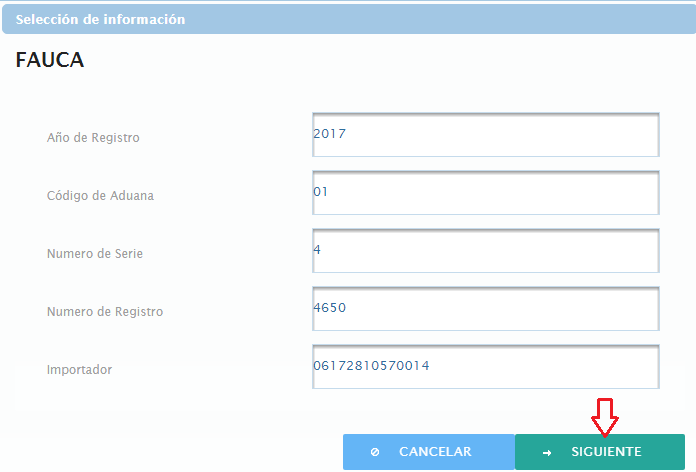 Selección de información
FAUCA
Año de Registro 2017
Código de Aduana 01
Numero de Serie 4
Numero de Registro 4650
Importador 06172810570014
CANCELAR SIGUIENTE